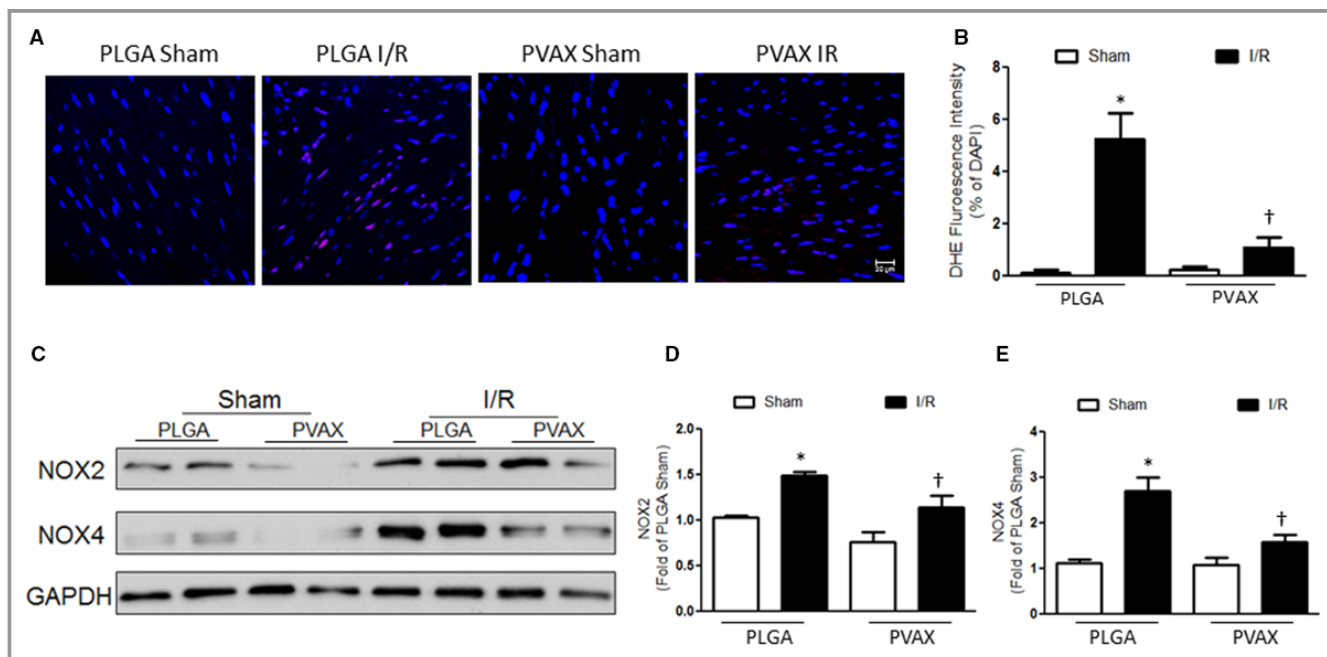 A
PLGA Sham
PLGA I/R
PVAX Sham
PVAX IR
20 µm
B
Sham
I/R
DHE Fluroescence Intensity
(% of DAPI)
8
6
4
2
0
*
†
PLGA
PVAX
C
Sham
I/R
PLGA
PVAX
PLGA
PVAX
NOX2
NOX4
GAPDH
D
Sham
I/R
NOX2
(Fold of PLGA Sham)
2.0
1.5
1.0
0.5
0.0
*
†
PLGA
PVAX
E
Sham
I/R
NOX4
(Fold of PLGA Sham)
4
3
2
1
0
*
†
PLGA
PVAX